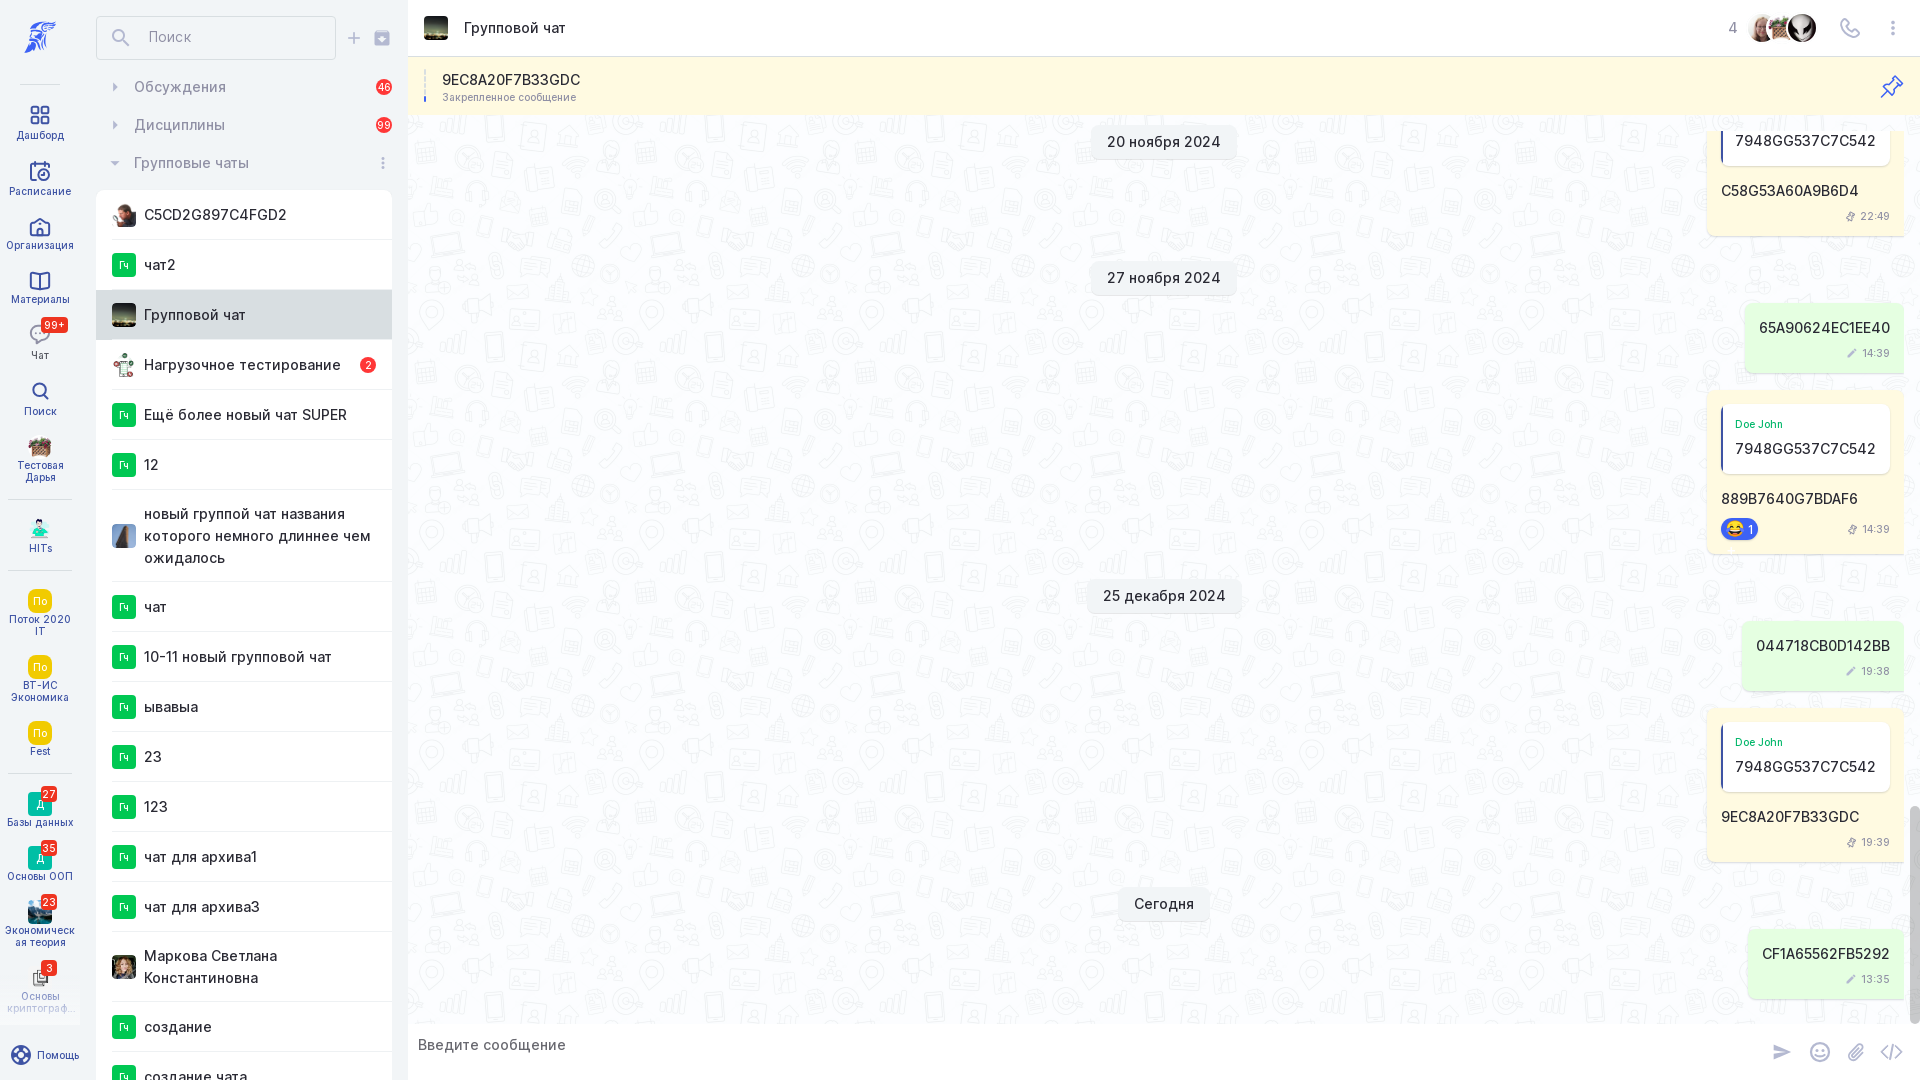 Дашборд
Расписание
Организация
Материалы
99+
Чат
Поиск
Тестовая
Дарья
HITs
По
Поток 2020
IT
По
ВТ-ИС
Экономика
По
Fest
27
Д
Базы данных
35
Д
Основы ООП
23
Экономическ
ая теория
3
Основы
криптограф...
Помощь
Поиск
Обсуждения
46
Дисциплины
99
Групповые чаты
C5CD2G897C4FGD2
Гч
чат2
Групповой чат
Нагрузочное тестирование
2
Гч
Ещё более новый чат SUPER
Гч
12
новый группой чат названия
которого немного длиннее чем
ожидалось
Гч
чат
Гч
10-11 новый групповой чат
Гч
ывавыа
Гч
23
Гч
123
Гч
чат для архива1
Гч
чат для архива3
Маркова Светлана
Константиновна
Гч
создание
Гч
создание чата
Групповой чат
4
9EC8A20F7B33GDC
Закрепленное сообщение
20 ноября 2024
7948GG537C7C542
C58G53A60A9B6D4
22:49
27 ноября 2024
65A90624EC1EE40
14:39
Doe John
7948GG537C7C542
889B7640G7BDAF6
1
14:39
25 декабря 2024
044718CB0D142BB
19:38
Doe John
7948GG537C7C542
9EC8A20F7B33GDC
19:39
Сегодня
CF1A65562FB5292
13:35
Введите сообщение